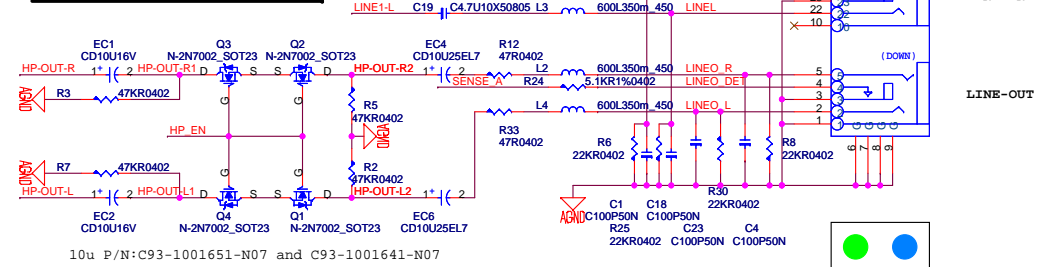 LINE1-L C19 C4.7U10X50805 L3 600L350m_450 LINEL 22 22
10
(DOWN)
EC1 Q3 Q2 EC4 R12
CD10U16V N-2N7002_SOT23 N-2N7002_SOT23 CD10U25EL7 47R0402
HP-OUT-R 1 + 2 HP-OUT-R1 D S S D HP-OUT-R2 1 + 2 L2 600L350m_450 LINEO_R 5
SENSE_A R24 5.1KR1%0402 LINEO_DET 4
AGND R3 47KR0402 G G R5 47KR0402 3
L4 600L350m_450 LINEO_L 2
LINE-OUT
HP_EN AGND R33 47R0402 1
R6 22KR0402 R8 22KR0402
G G G G
6 7 8 9
AGND R7 47KR0402 G G R2 47KR0402
HP-OUT-L 1 + 2 HP-OUT-L1 D S S D HP-OUT-L2 1 + 2
EC2 Q4 Q1 EC6
CD10U16V N-2N7002_SOT23 N-2N7002_SOT23 CD10U25EL7
R30
22KR0402
AGND
C1 C18
C100P50N C100P50N
R25 C23 C4
22KR0402 C100P50N C100P50N
10u P/N:C93-1001651-N07 and C93-1001641-N07